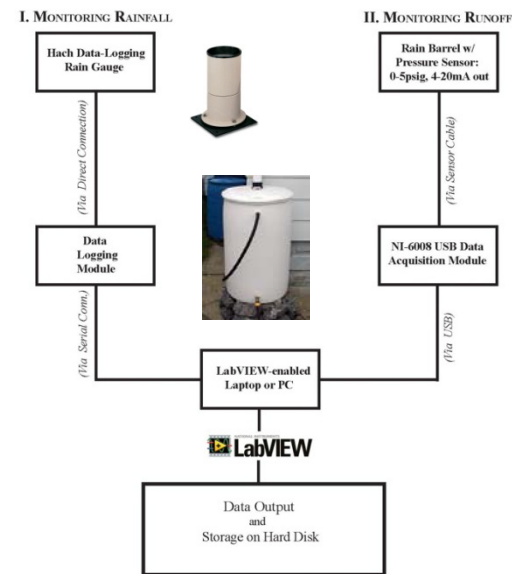 I. MONITORING RAINFALL
Hach Data-Logging
Rain Gauge
(Via Direct Connection)
Data
Logging
Module
(Via Serial Conn.)
II. MONITORING RUNOFF
Rain Barrel w/
Pressure Sensor:
0-5psig, 4-20mA out
(Via Sensor Cable)
NI-6008 USB Data
Acquisition Module
(Via USB)
LabVIEW-enabled
Laptop or PC
LabVIEW
Data Output
and
Storage on Hard Disk